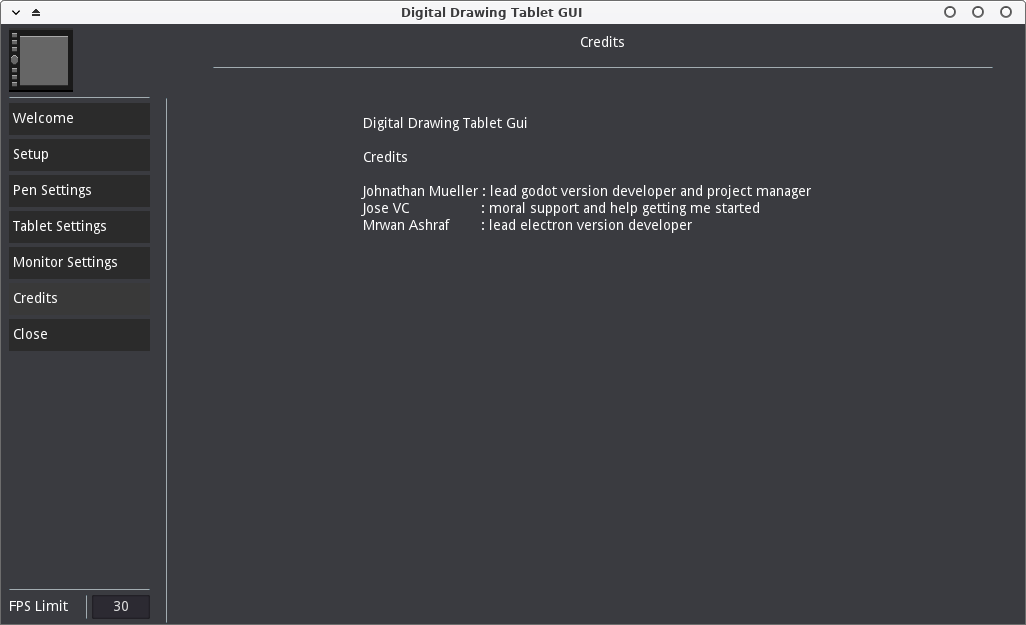 Digital Drawing Tablet GUI
Credits
Welcome
Setup
Pen Settings
Tablet Settings
Monitor Settings
Credits
Close
Digital Drawing Tablet Gui
Credits
Johnathan Mueller : lead godot version developer and project manager
Jose VC : moral support and help getting me started
Mrwan Ashraf : lead electron version developer
FPS Limit 30